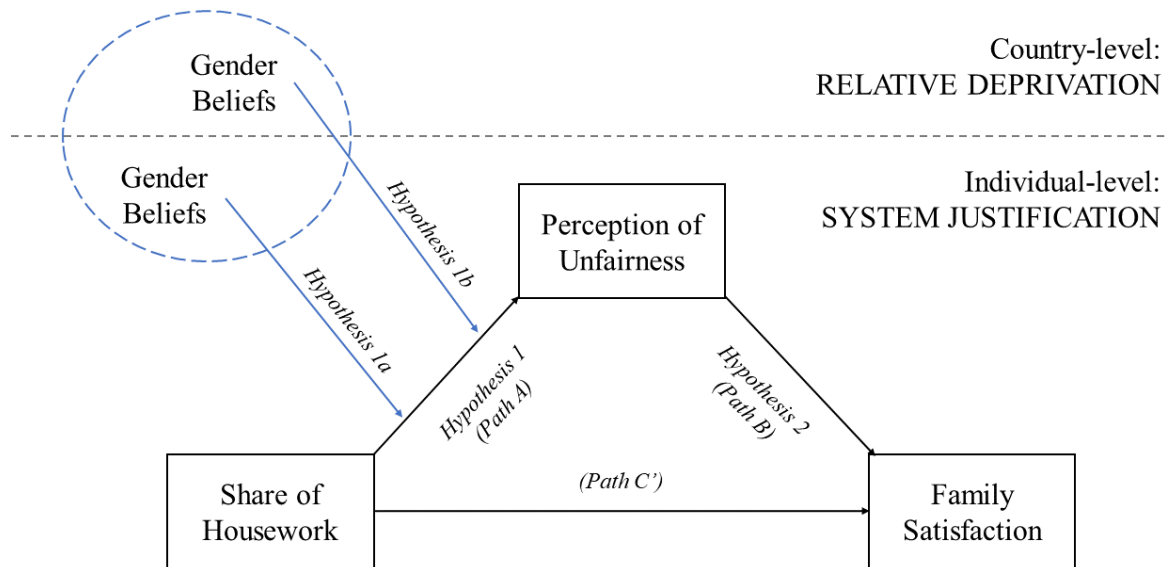 Gender
Beliefs
Country-level:
RELATIVE DEPRIVATION
Gender
Beliefs
Individual-level:
SYSTEM JUSTIFICATION
Hypothesis 1b
Hypothesis 1a
Perception of
Unfairness
Hypothesis 1
(Path A)
Hypothesis 2
(Path B)
Share of
Housework
(Path C’)
Family
Satisfaction